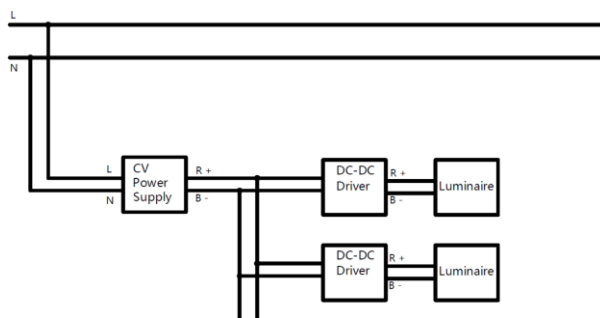 L
N
L
N
CV
Power
Supply
R +
B -
DC-DC
Driver
R +
B -
Luminaire
DC-DC
Driver
R +
B -
Luminaire